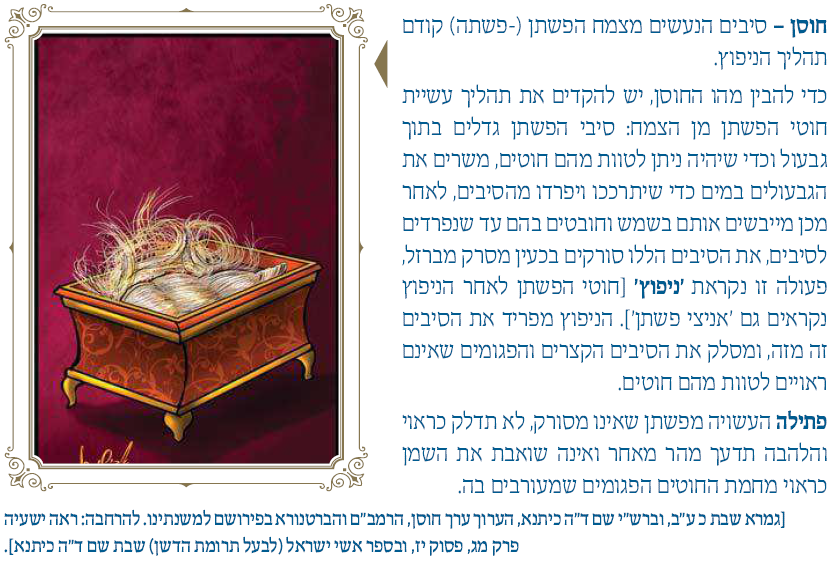 חוסן – סיבים הנעשים מצמח הפשתן (-פשתה) קודם
תהליך הניפוץ.
כדי להבין מהו החוסן, יש להקדים את תהליך עשיית
חוטי הפשתן מן הצמח: סיבי הפשתן גדלים בתוך
גבעול וכדי שיהיה ניתן לטוות מהם חוטים, משרים את
הגבעולים במים כדי שיתרככו ויפרדו מהסיבים, לאחר
מכן מייבשים אותם בשמש וחובטים בהם עד שנפרדים
לסיבים, את הסיבים הללו סורקים בכעין מסרק מברזל,
פעולה זו נקראת 'ניפוץ' [חוטי הפשתן לאחר הניפוץ
נקראים גם 'אניצי פשתן']. הניפוץ מפריד את הסיבים
זה מזה, ומסלק את הסיבים הקצרים והפגומים שאינם
ראויים לטוות מהם חוטים.
פתילה העשויה מפשתן שאינו מסורק, לא תדלק כראוי
והלהבה תדעך מהר מאחר ואינה שואבת את השמן
כראוי מחמת החוטים הפגומים שמעורבים בה.
[גמרא שבת כ ע"ב, וברש"י שם ד"ה כיתנא, הערוך ערך חוסן, הרמב"ם והברטנורא בפירושם למשנתינו. להרחבה: ראה ישעיה
פרק מג, פסוק יז, ובספר אשי ישראל (לבעל תרומת הדשן) שבת שם ד"ה כיתנא].